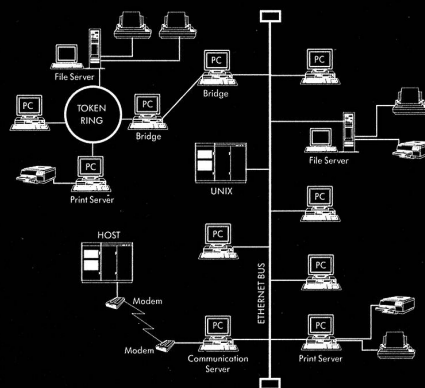 File Server
PC
TOKEN
RING
PC
Bridge
PC
Print Server
PC
Bridge
PC
File Server
UNIX
PC
PC
HOST
Modem
Modem
PC
Communication
Server
ETHERNET BUS
PC
PC
Print Server